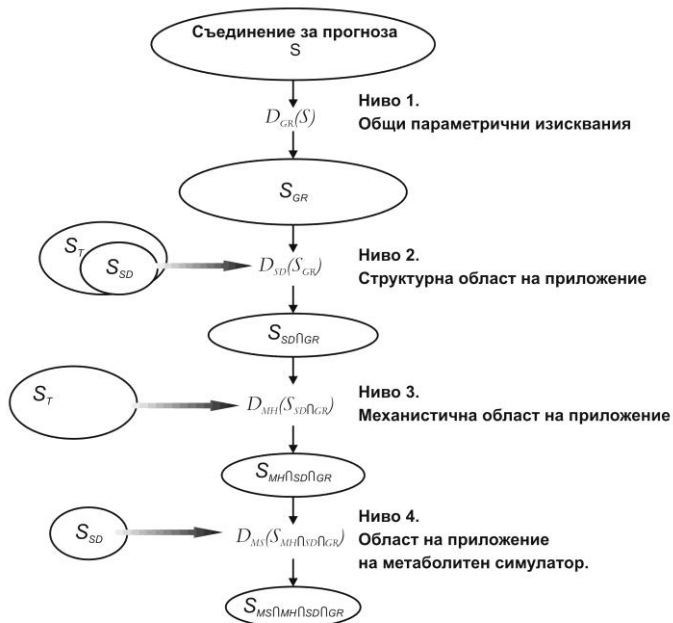 Съединение за прогноза
S
Ниво 1.
D_GR(S)
Общи параметрични изисквания
S_GR
Ниво 2.
S_T
S_SD
D_SD(S_GR)
Структурна област на приложение
S_SD∩GR
Ниво 3.
S_T
D_MH(S_SD∩GR)
Механистична област на приложение
S_MH∩SD∩GR
Ниво 4.
S_SD
D_MS(S_MH∩SD∩GR)
Област на приложение
на метаболитен симулатор.
S_MS∩MH∩SD∩GR